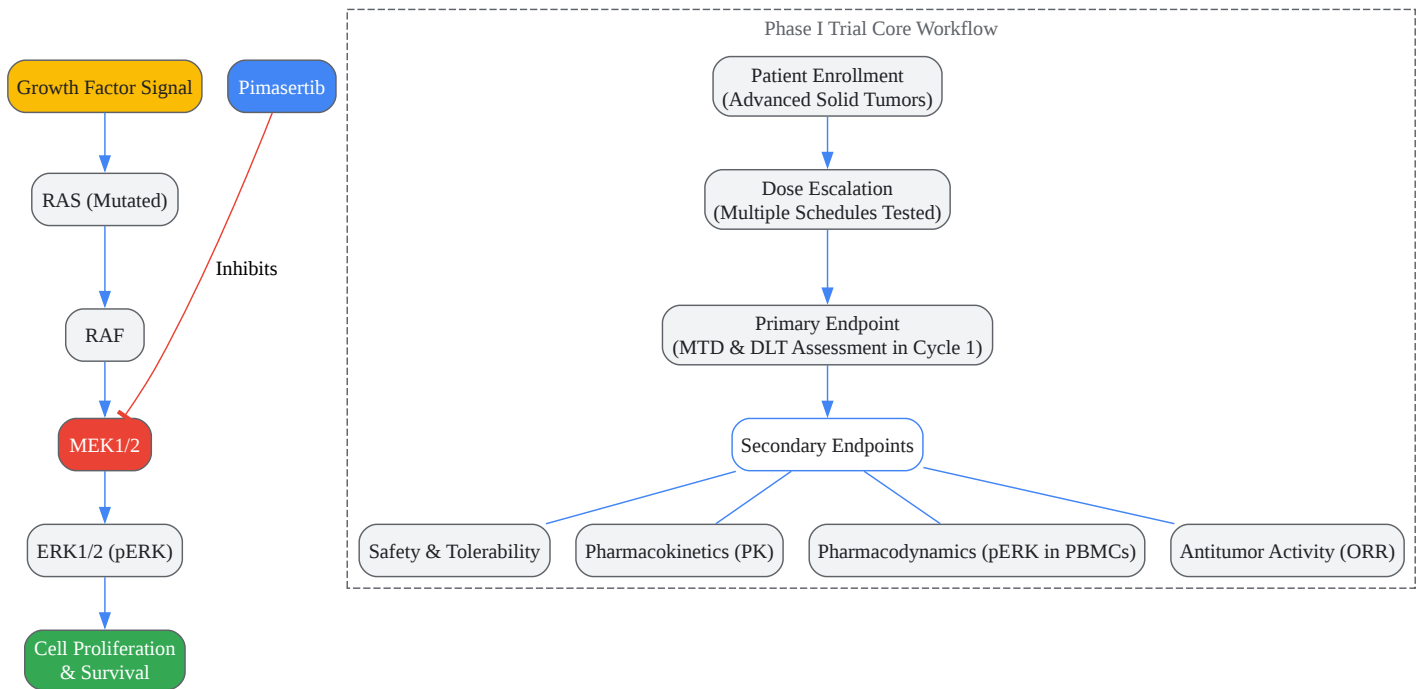 Growth Factor Signal
Pimasertib
RAS (Mutated)
Inhibits
RAF
MEK1/2
ERK1/2 (pERK)
Cell Proliferation
& Survival
Phase I Trial Core Workflow
Patient Enrollment
(Advanced Solid Tumors)
Dose Escalation
(Multiple Schedules Tested)
Primary Endpoint
(MTD & DLT Assessment in Cycle 1)
Secondary Endpoints
Safety & Tolerability
Pharmacokinetics (PK)
Pharmacodynamics (pERK in PBMCs)
Antitumor Activity (ORR)